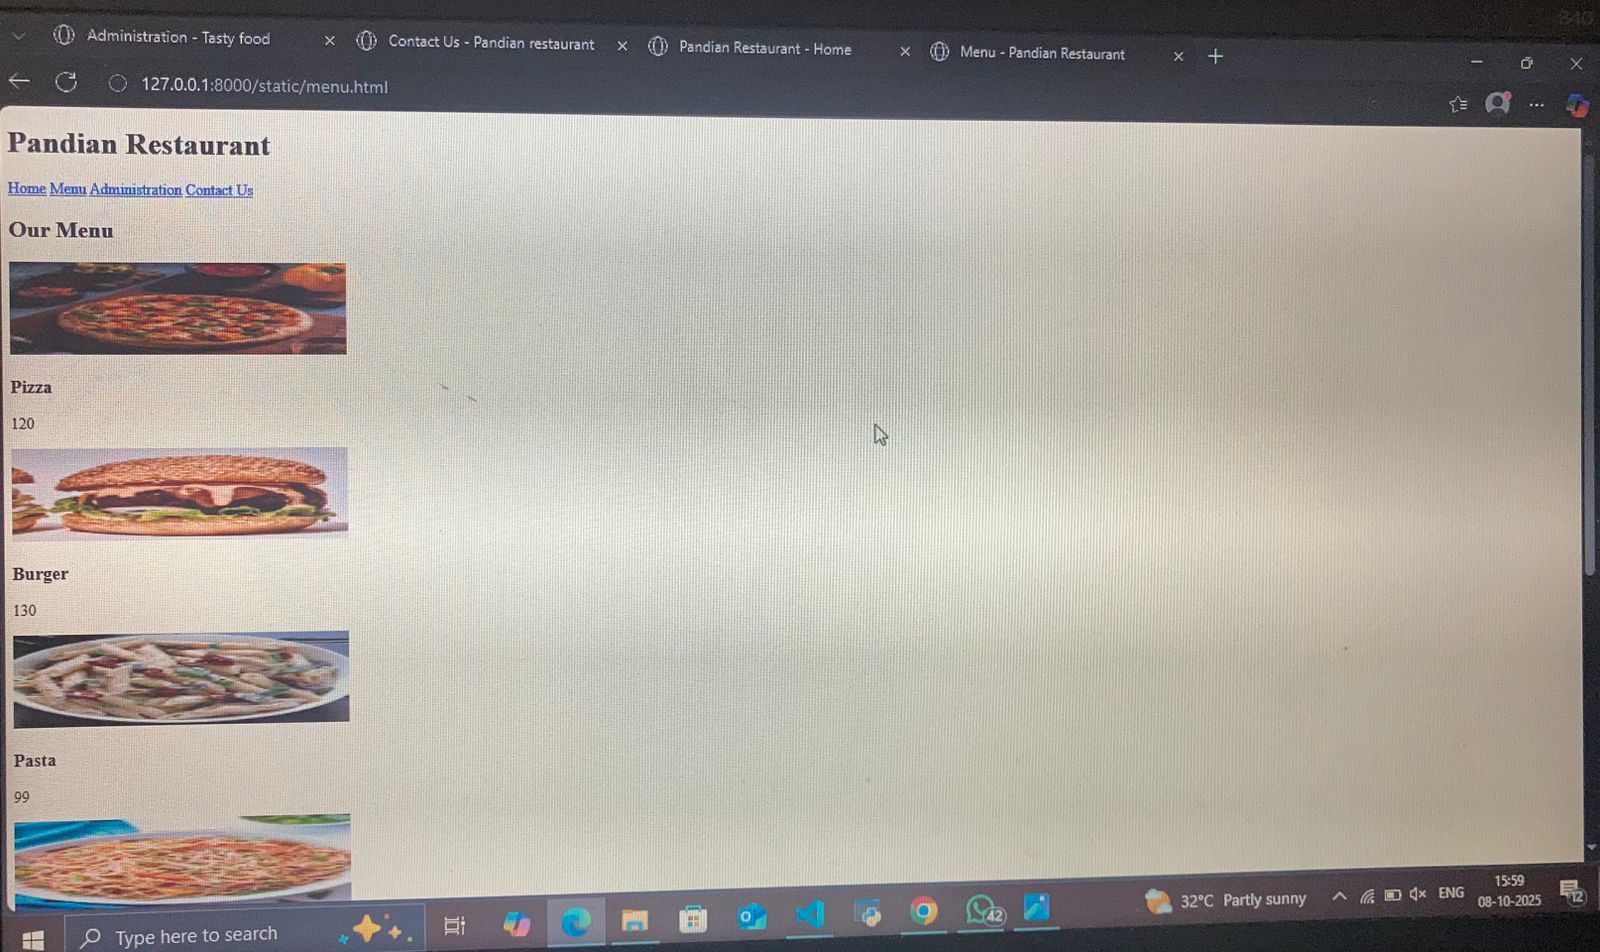 Administration - Tasty food
Contact Us - Pandian restaurant
Pandian Restaurant - Home
Menu - Pandian Restaurant
127.0.0.1:8000/static/menu.html
Pandian Restaurant
Home Menu Administration Contact Us
Our Menu
Pizza
120
Burger
130
Pasta
99
Type here to search
42
32°C Partly sunny
ENG
15:59
08-10-2025
12